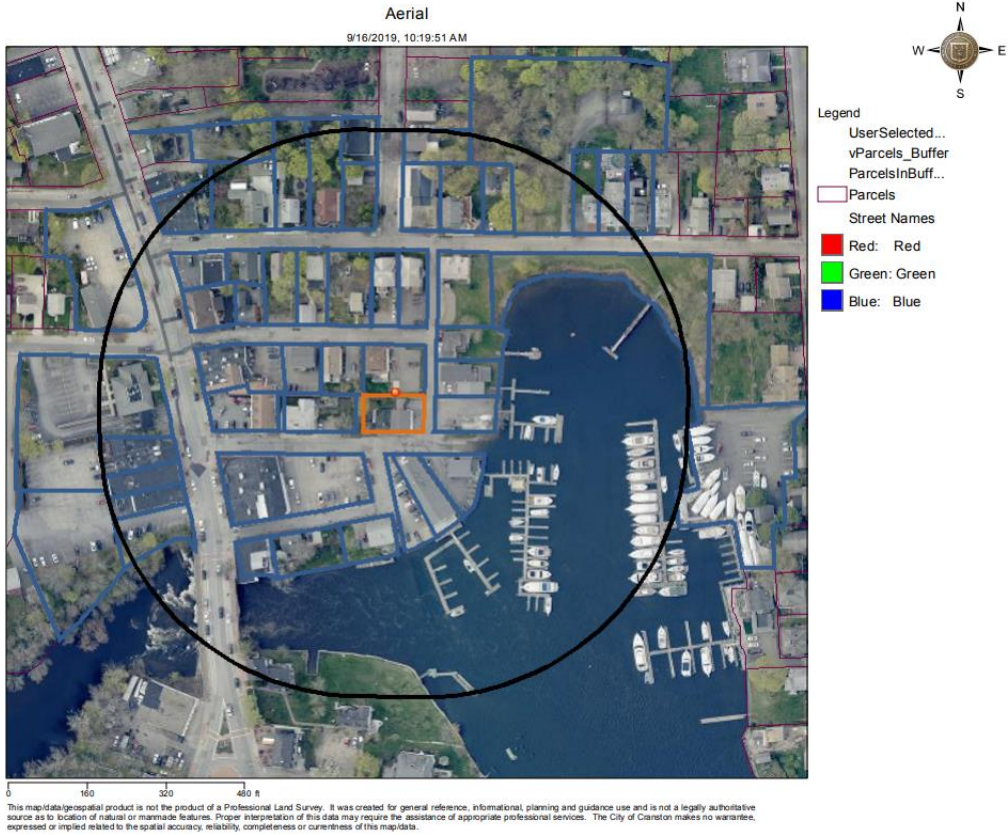 Aerial
9/16/2019, 10:19:51 AM
N
W
E
S
Legend
UserSelected...
vParcels_Buffer
ParcelsInBuff...
Parcels
Street Names
Red: Red
Green: Green
Blue: Blue
0 160 320 480 ft
This map/data/geospatial product is not the product of a Professional Land Survey. It was created for general reference, informational, planning and guidance use and is not a legally authoritative
source as to location of natural or manmade features. Proper interpretation of this data may require the assistance of appropriate professional services. The City of Cranston makes no warrantee,
expressed or implied related to the spatial accuracy, reliability, completeness or currentness of this map/data.